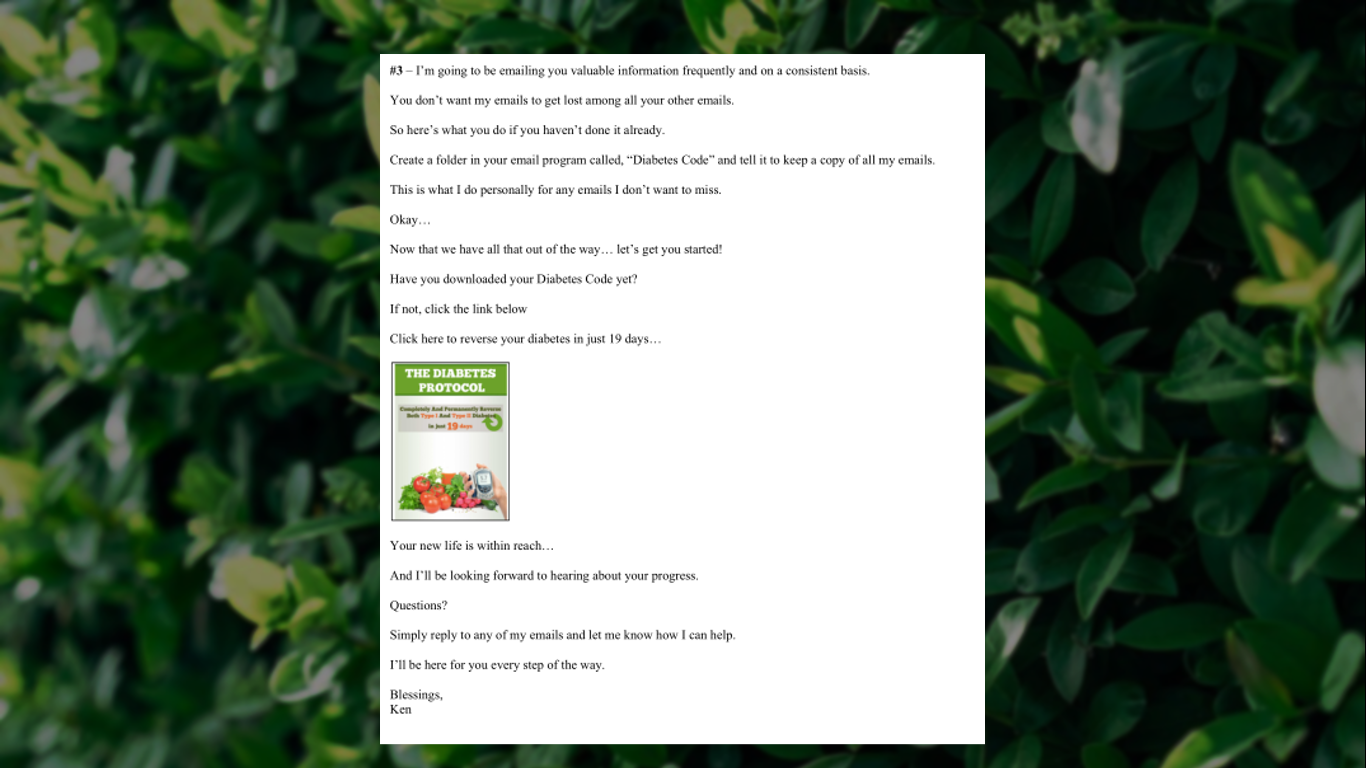 #3 – I’m going to be emailing you valuable information frequently and on a consistent basis.
You don’t want my emails to get lost among all your other emails.
So here’s what you do if you haven’t done it already.
Create a folder in your email program called, “Diabetes Code” and tell it to keep a copy of all my emails.
This is what I do personally for any emails I don’t want to miss.
Okay…
Now that we have all that out of the way… let’s get you started!
Have you downloaded your Diabetes Code yet?
If not, click the link below
Click here to reverse your diabetes in just 19 days…
THE DIABETES
PROTOCOL
Completely And Permanently Reverse
Both Type I And Type II Diabetes
in just 19 days
Your new life is within reach…
And I’ll be looking forward to hearing about your progress.
Questions?
Simply reply to any of my emails and let me know how I can help.
I’ll be here for you every step of the way.
Blessings,
Ken